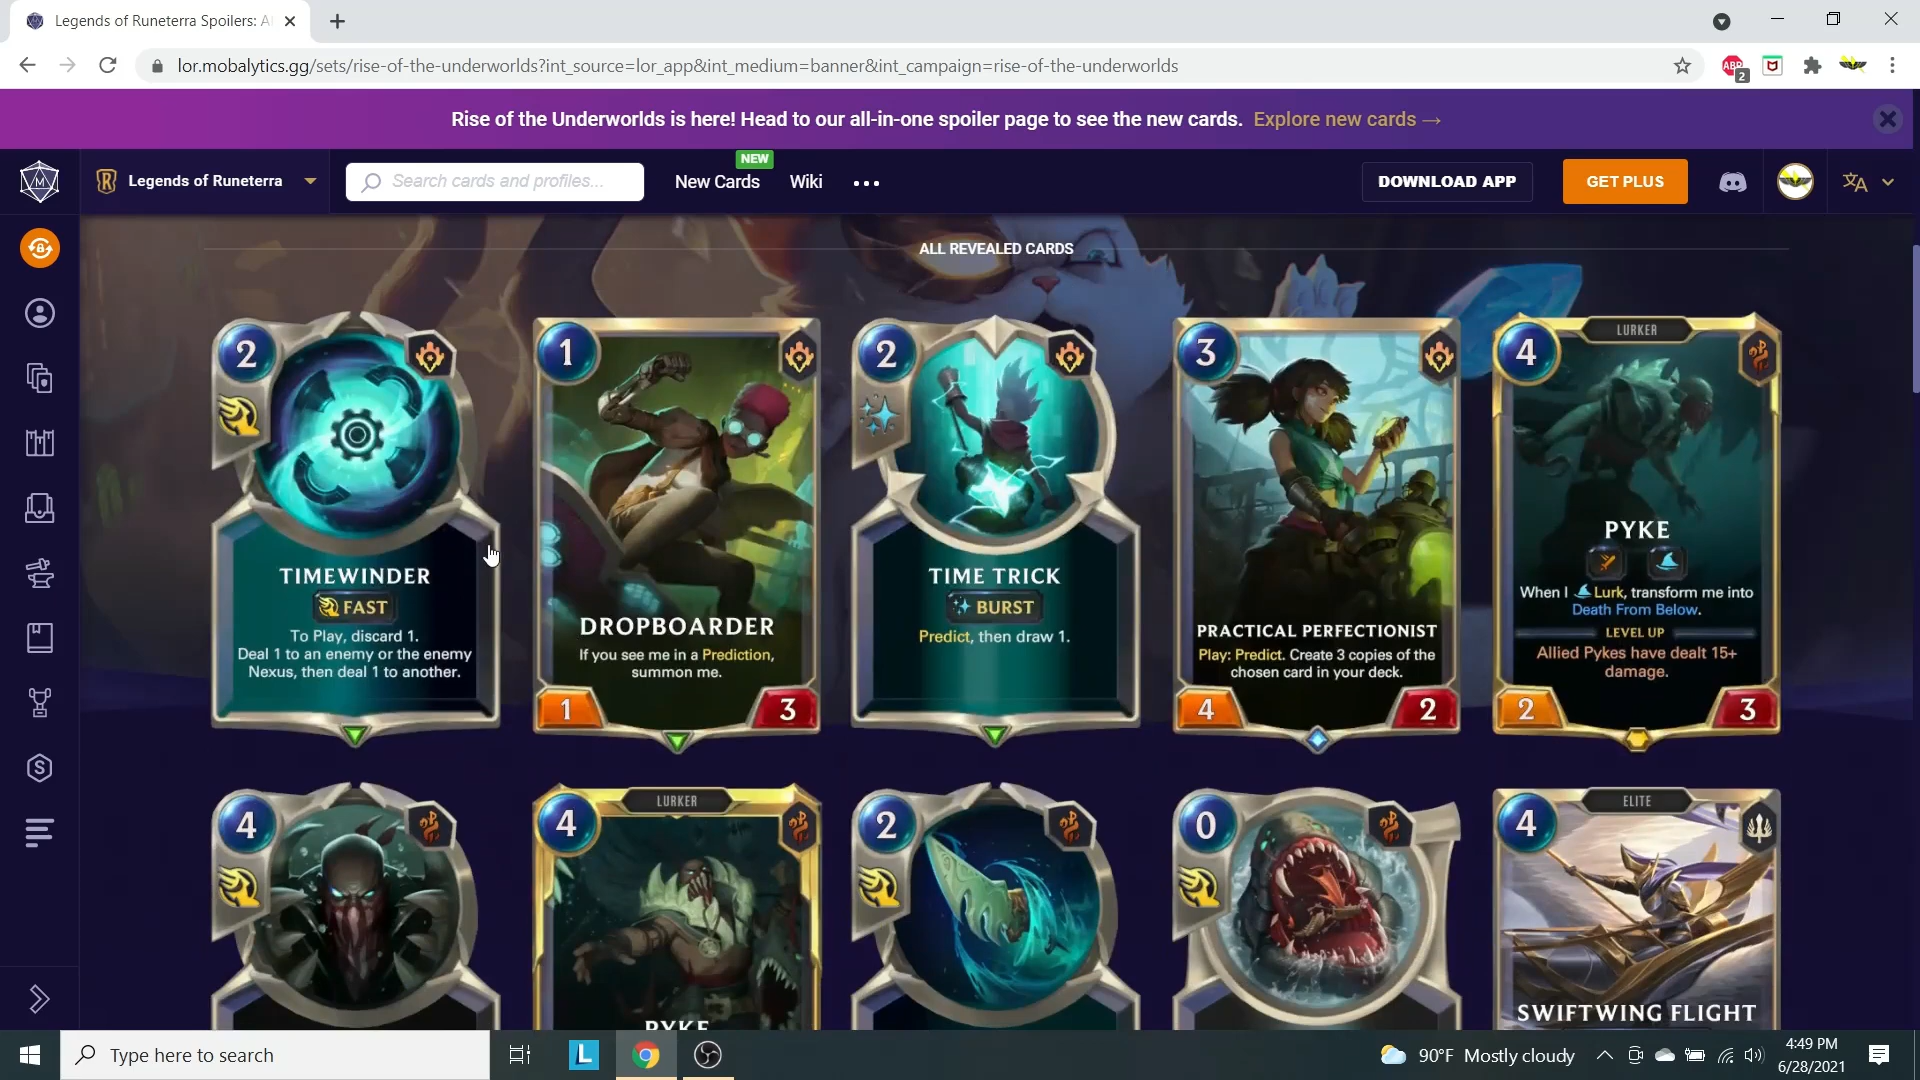 Legends of Runeterra Spoilers: A
lor.mobalytics.gg/sets/rise-of-the-underworlds?int_source=lor_app&int_medium=banner&int_campaign=rise-of-the-underworlds
ABP
2
Rise of the Underworlds is here! Head to our all-in-one spoiler page to see the new cards. Explore new cards →
NEW
M
Legends of Runeterra
Search cards and profiles...
New Cards
Wiki
DOWNLOAD APP
GET PLUS
ALL REVEALED CARDS
2
TIMEWINDER
FAST
To Play, discard 1.
Deal 1 to an enemy or the enemy
Nexus, then deal 1 to another.
1
DROPBOARDER
If you see me in a Prediction,
summon me.
1
3
2
TIME TRICK
BURST
Predict, then draw 1.
3
PRACTICAL PERFECTIONIST
Play: Predict. Create 3 copies of the
chosen card in your deck.
4
2
LURKER
4
PYKE
When I Lurk, transform me into
Death From Below.
LEVEL UP
Allied Pykes have dealt 15+
damage.
2
3
4
LURKER
4
PYKE
2
0
ELITE
4
SWIFTWING FLIGHT
Type here to search
L
90°F Mostly cloudy
4:49 PM
6/28/2021